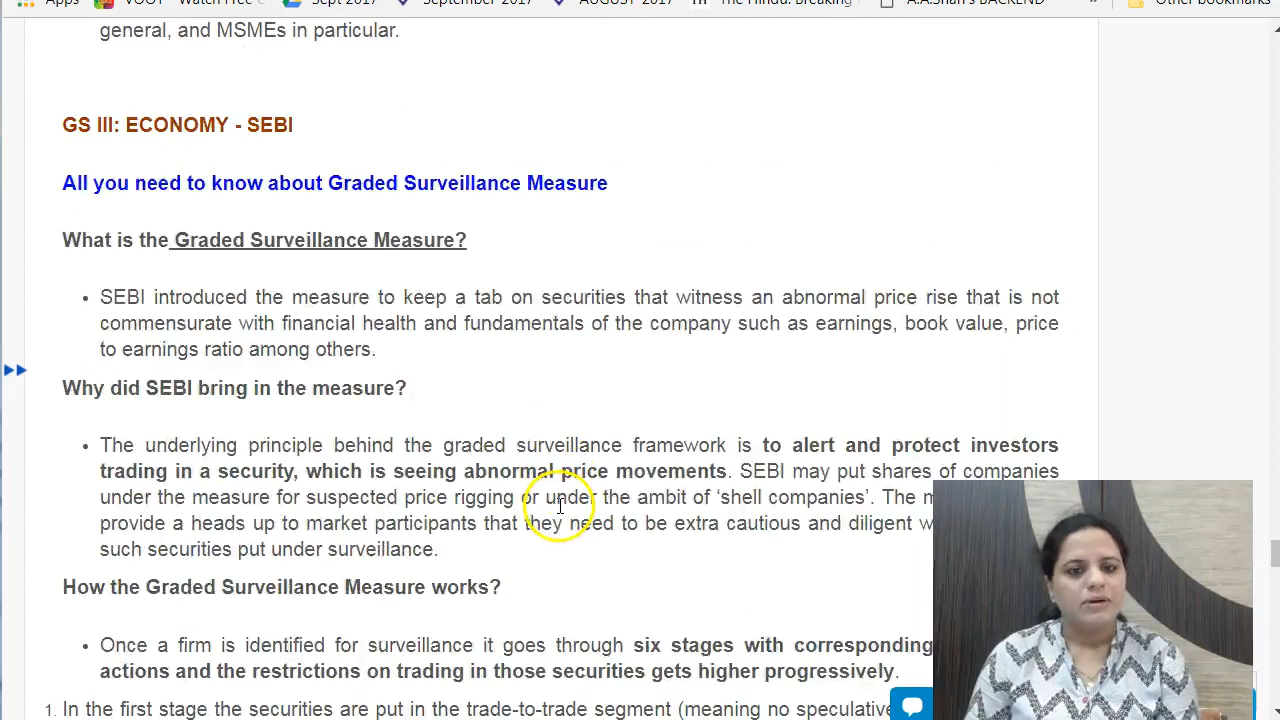 Apps VOOT Watch Free Sept 2017 September 2017 AUGUST 2017 The Hindu: Breaking A.A.Shah's BACKEND » Other bookmarks
general, and MSMEs in particular.
GS III: ECONOMY - SEBI
All you need to know about Graded Surveillance Measure
What is the Graded Surveillance Measure?
• SEBI introduced the measure to keep a tab on securities that witness an abnormal price rise that is not
commensurate with financial health and fundamentals of the company such as earnings, book value, price
to earnings ratio among others.
Why did SEBI bring in the measure?
• The underlying principle behind the graded surveillance framework is to alert and protect investors
trading in a security, which is seeing abnormal price movements. SEBI may put shares of companies
under the measure for suspected price rigging or under the ambit of ‘shell companies’. The
provide a heads up to market participants that they need to be extra cautious and diligent
such securities put under surveillance.
How the Graded Surveillance Measure works?
• Once a firm is identified for surveillance it goes through six stages with corresponding
actions and the restrictions on trading in those securities gets higher progressively.
1. In the first stage the securities are put in the trade-to-trade segment (meaning no speculative